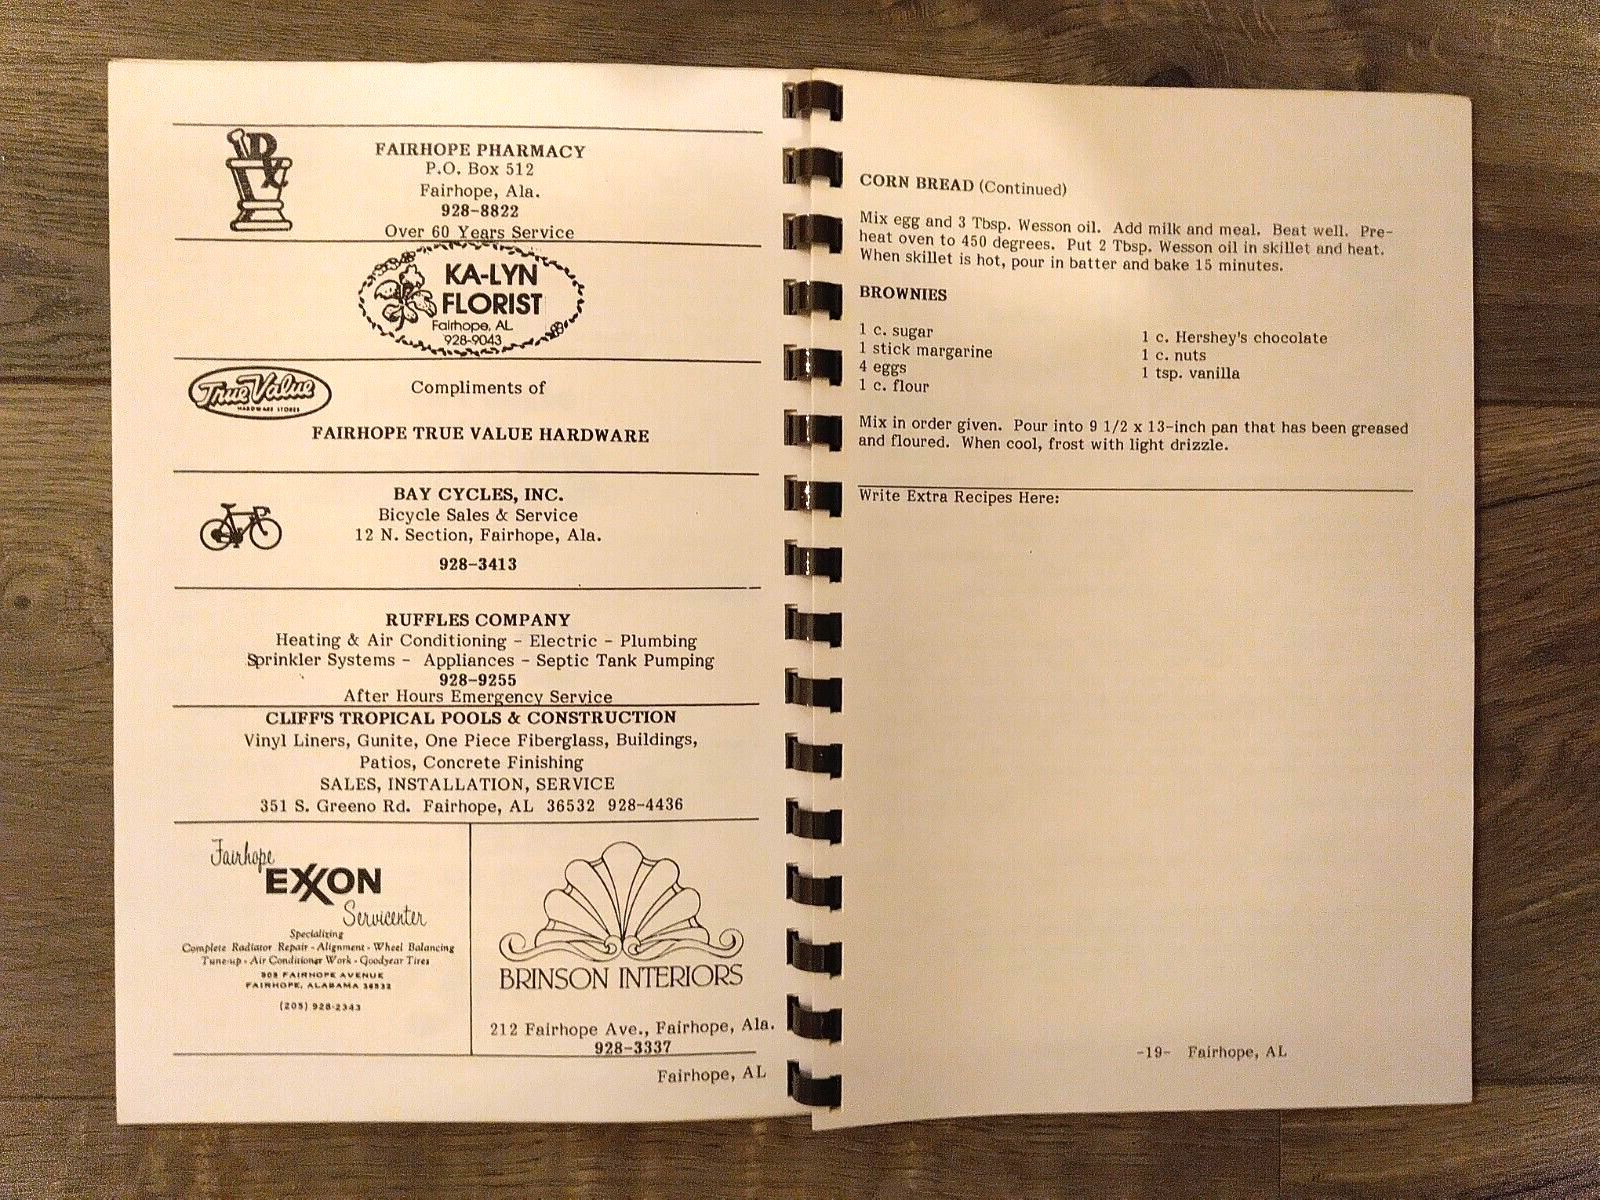 Rx
FAIRHOPE PHARMACY
P.O. Box 512
Fairhope, Ala.
928-8822
Over 60 Years Service
KA-LYN
FLORIST
Fairhope, AL
928-9043
True Value
HARDWARE STORES
Compliments of
FAIRHOPE TRUE VALUE HARDWARE
BAY CYCLES, INC.
Bicycle Sales & Service
12 N. Section, Fairhope, Ala.
928-3413
RUFFLES COMPANY
Heating & Air Conditioning - Electric - Plumbing
Sprinkler Systems - Appliances - Septic Tank Pumping
928-9255
After Hours Emergency Service
CLIFF'S TROPICAL POOLS & CONSTRUCTION
Vinyl Liners, Gunite, One Piece Fiberglass, Buildings,
Patios, Concrete Finishing
SALES, INSTALLATION, SERVICE
351 S. Greeno Rd. Fairhope, AL 36532 928-4436
Fairhope
EXXON
Servicenter
Specializing
Complete Radiator Repair - Alignment - Wheel Balancing
Tune-up - Air Conditioner Work - Goodyear Tires
FAIRHOPE AVENUE
FAIRHOPE, ALABAMA 36532
(205) 928-2343
BRINSON INTERIORS
212 Fairhope Ave., Fairhope, Ala.
928-3337
Fairhope, AL
CORN BREAD (Continued)
Mix egg and 3 Tbsp. Wesson oil. Add milk and meal. Beat well. Pre-
heat oven to 450 degrees. Put 2 Tbsp. Wesson oil in skillet and heat.
When skillet is hot, pour in batter and bake 15 minutes.
BROWNIES
1 c. sugar
1 stick margarine
4 eggs
1 c. flour
1 c. Hershey's chocolate
1 c. nuts
1 tsp. vanilla
Mix in order given. Pour into 9 1/2 x 13-inch pan that has been greased
and floured. When cool, frost with light drizzle.
Write Extra Recipes Here:
-19- Fairhope, AL